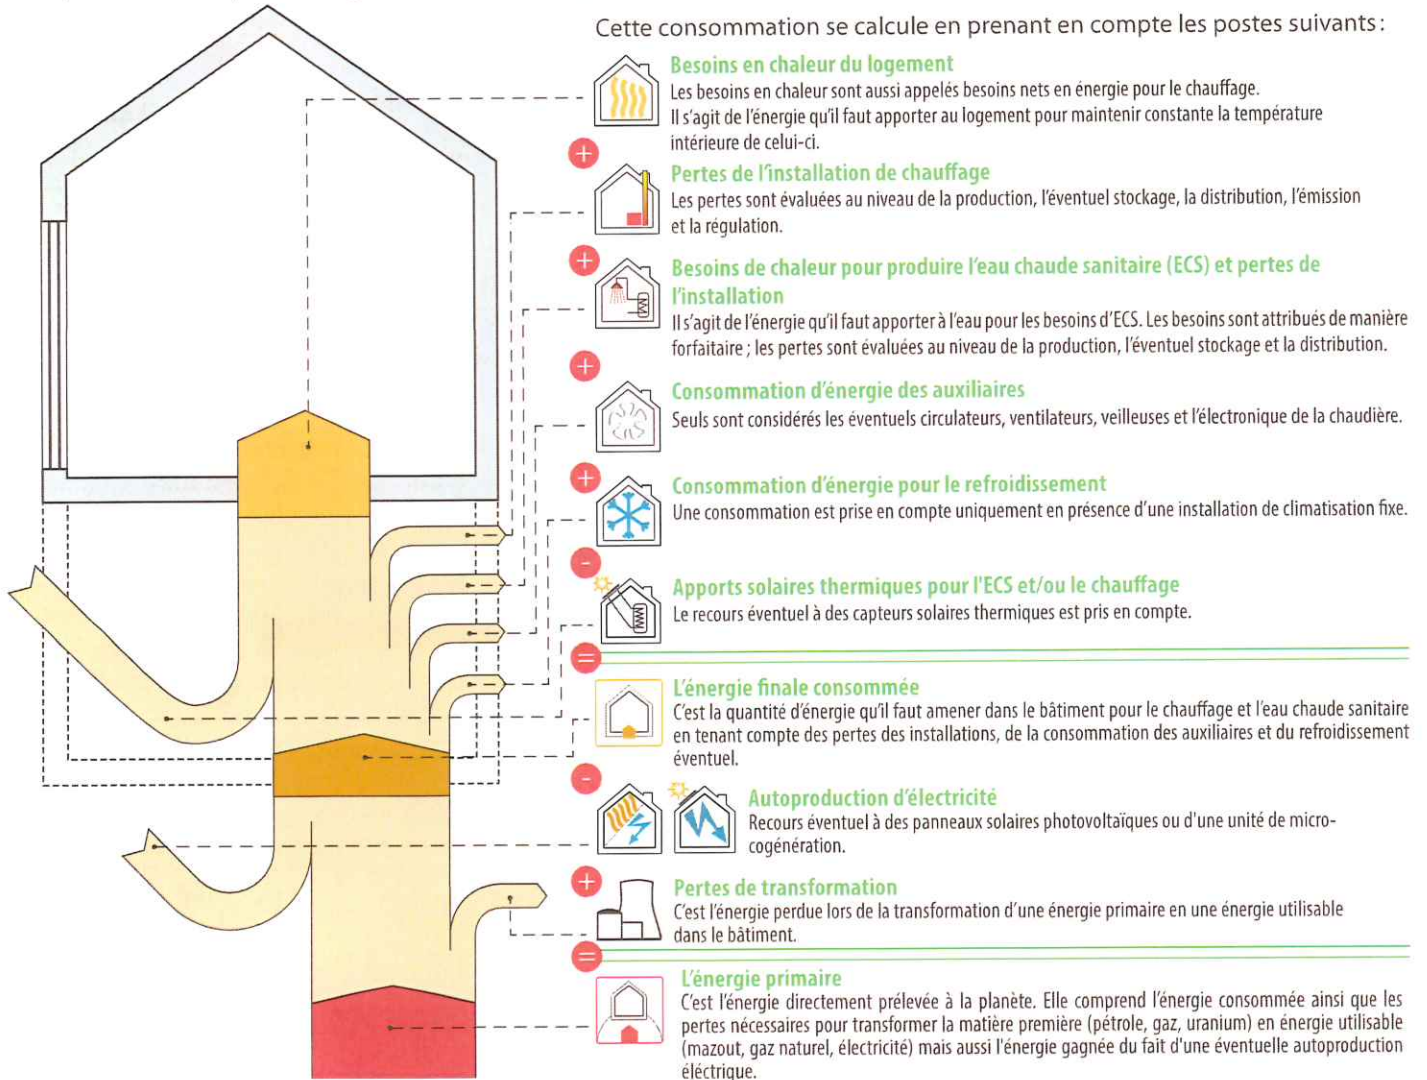 Cette consommation se calcule en prenant en compte les postes suivants :
Besoins en chaleur du logement
Les besoins en chaleur sont aussi appelés besoins nets en énergie pour le chauffage.
Il s'agit de l'énergie qu'il faut apporter au logement pour maintenir constante la température
intérieure de celui-ci.
+
Pertes de l'installation de chauffage
Les pertes sont évaluées au niveau de la production, l'éventuel stockage, la distribution, l'émission
et la régulation.
+
Besoins de chaleur pour produire l'eau chaude sanitaire (ECS) et pertes de
l'installation
Il s'agit de l'énergie qu'il faut apporter à l'eau pour les besoins d'ECS. Les besoins sont attribués de manière
forfaitaire ; les pertes sont évaluées au niveau de la production, l'éventuel stockage et la distribution.
+
Consommation d'énergie des auxiliaires
Seuls sont considérés les éventuels circulateurs, ventilateurs, veilleuses et l'électronique de la chaudière.
+
Consommation d'énergie pour le refroidissement
Une consommation est prise en compte uniquement en présence d'une installation de climatisation fixe.
-
Apports solaires thermiques pour l'ECS et/ou le chauffage
Le recours éventuel à des capteurs solaires thermiques est pris en compte.
=
L'énergie finale consommée
C'est la quantité d'énergie qu'il faut amener dans le bâtiment pour le chauffage et l'eau chaude sanitaire
en tenant compte des pertes des installations, de la consommation des auxiliaires et du refroidissement
éventuel.
-
Autoproduction d'électricité
Recours éventuel à des panneaux solaires photovoltaïques ou d'une unité de micro-
cogénération.
+
Pertes de transformation
C'est l'énergie perdue lors de la transformation d'une énergie primaire en une énergie utilisable
dans le bâtiment.
=
L'énergie primaire
C'est l'énergie directement prélevée à la planète. Elle comprend l'énergie consommée ainsi que les
pertes nécessaires pour transformer la matière première (pétrole, gaz, uranium) en énergie utilisable
(mazout, gaz naturel, électricité) mais aussi l'énergie gagnée du fait d'une éventuelle autoproduction
éléctrique.